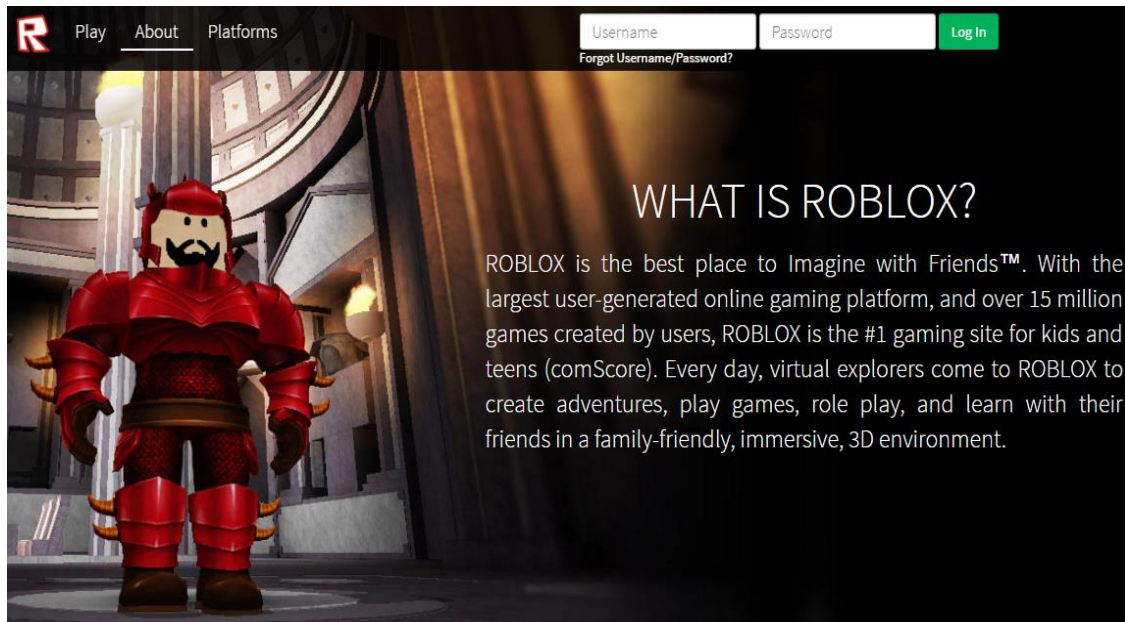 R Play About Platforms Username Password Log In
Forgot Username/Password?
WHAT IS ROBLOX?
ROBLOX is the best place to Imagine with Friends™. With the
largest user-generated online gaming platform, and over 15 million
games created by users, ROBLOX is the #1 gaming site for kids and
teens (comScore). Every day, virtual explorers come to ROBLOX to
create adventures, play games, role play, and learn with their
friends in a family-friendly, immersive, 3D environment.